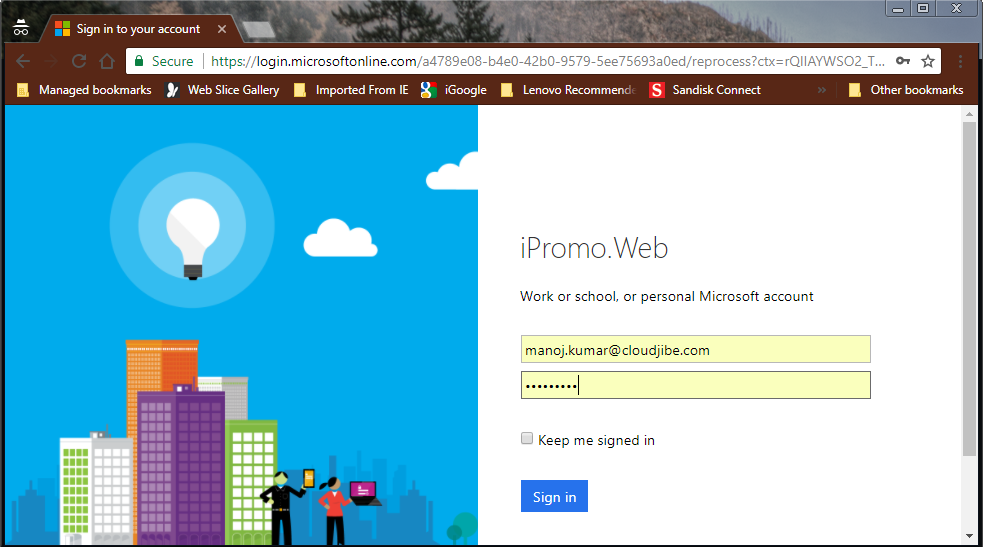 Sign in to your account
Secure https://login.microsoftonline.com/a4789e08-b4e0-42b0-9579-5ee75693a0ed/reprocess?ctx=rQIIAYWSO2_T...
Managed bookmarks Web Slice Gallery Imported From IE iGoogle Lenovo Recommende Sandisk Connect » Other bookmarks
iPromo.Web
Work or school, or personal Microsoft account
manoj.kumar@cloudjibe.com
•••••••••
Keep me signed in
Sign in